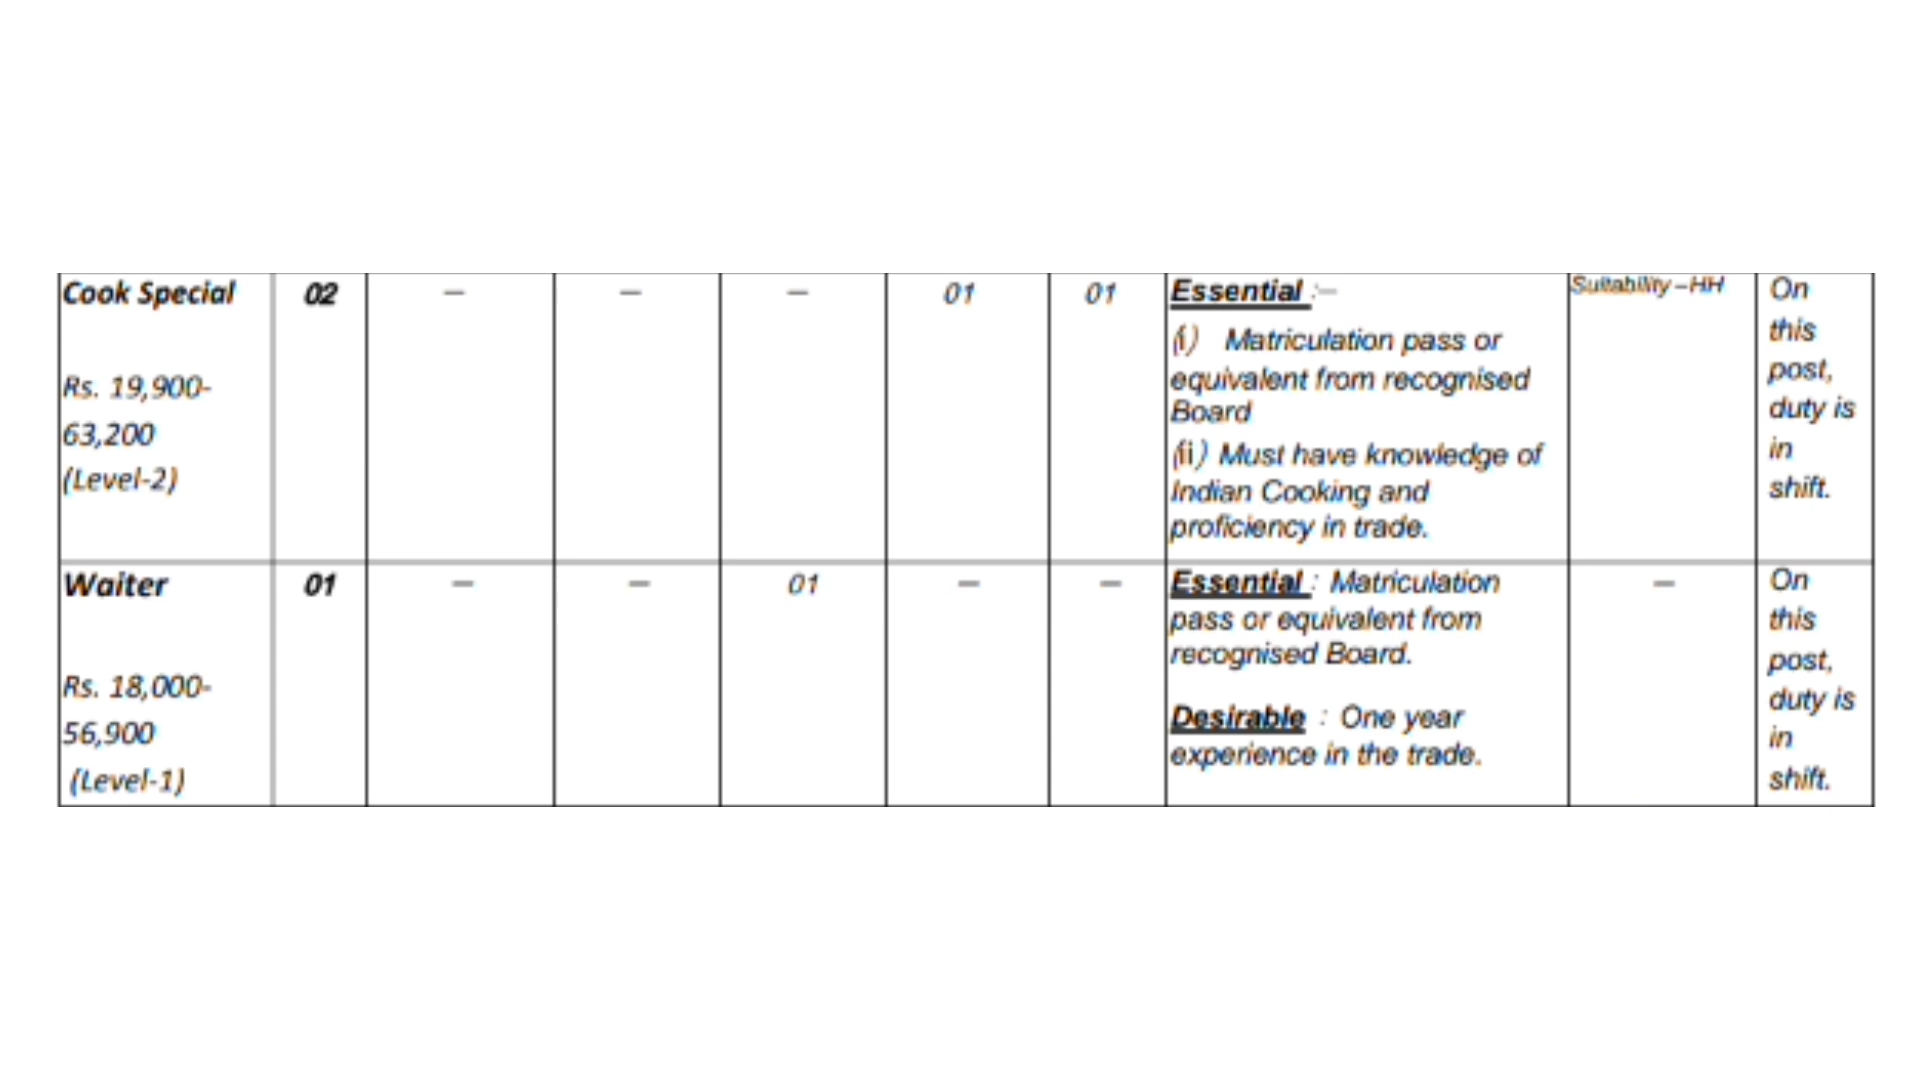 Cook Special
Rs. 19,900-
63,200
(Level-2)
02
–
–
–
01
01
Essential :–
(i) Matriculation pass or
equivalent from recognised
Board
(ii) Must have knowledge of
Indian Cooking and
proficiency in trade.
Suitability –HH
On
this
post,
duty is
in
shift.
Waiter
Rs. 18,000-
56,900
(Level-1)
01
–
–
01
–
–
Essential : Matriculation
pass or equivalent from
recognised Board.
Desirable : One year
experience in the trade.
–
On
this
post,
duty is
in
shift.